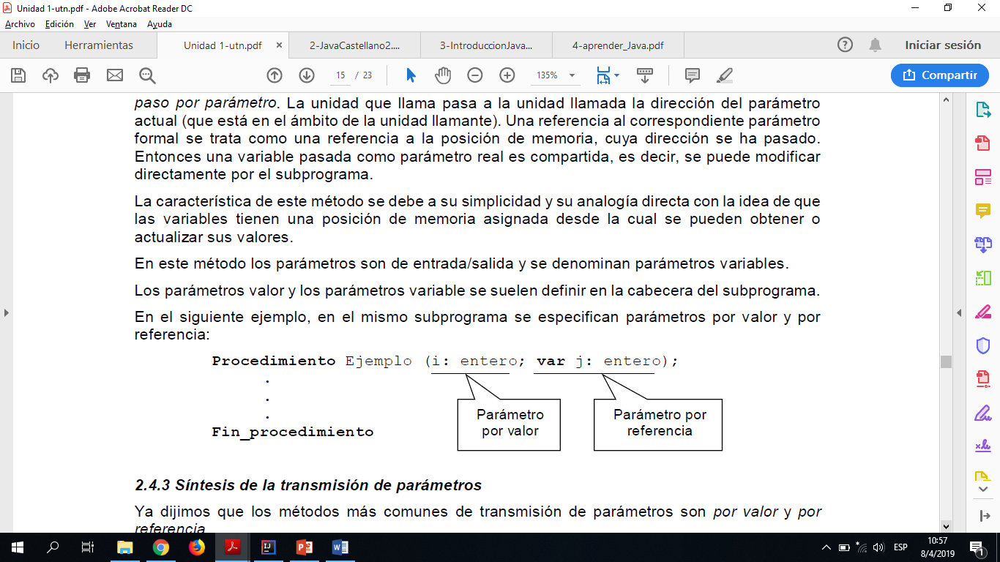 Unidad 1-utn.pdf - Adobe Acrobat Reader DC
Archivo Edición Ver Ventana Ayuda
Inicio Herramientas Unidad 1-utn.pdf 2-JavaCastellano2.... 3-IntroduccionJava... 4-aprender_Java.pdf Iniciar sesión
15 / 23 135% Compartir
paso por parámetro. La unidad que llama pasa a la unidad llamada la dirección del parámetro
actual (que está en el ámbito de la unidad llamante). Una referencia al correspondiente parámetro
formal se trata como una referencia a la posición de memoria, cuya dirección se ha pasado.
Entonces una variable pasada como parámetro real es compartida, es decir, se puede modificar
directamente por el subprograma.
La característica de este método se debe a su simplicidad y su analogía directa con la idea de que
las variables tienen una posición de memoria asignada desde la cual se pueden obtener o
actualizar sus valores.
En este método los parámetros son de entrada/salida y se denominan parámetros variables.
Los parámetros valor y los parámetros variable se suelen definir en la cabecera del subprograma.
En el siguiente ejemplo, en el mismo subprograma se especifican parámetros por valor y por
referencia:
Procedimiento Ejemplo (i: entero; var j: entero);
.
.
.
Fin_procedimiento
Parámetro
por valor
Parámetro por
referencia
2.4.3 Síntesis de la transmisión de parámetros
Ya dijimos que los métodos más comunes de transmisión de parámetros son por valor y por
referencia
ESP
10:57
8/4/2019
1